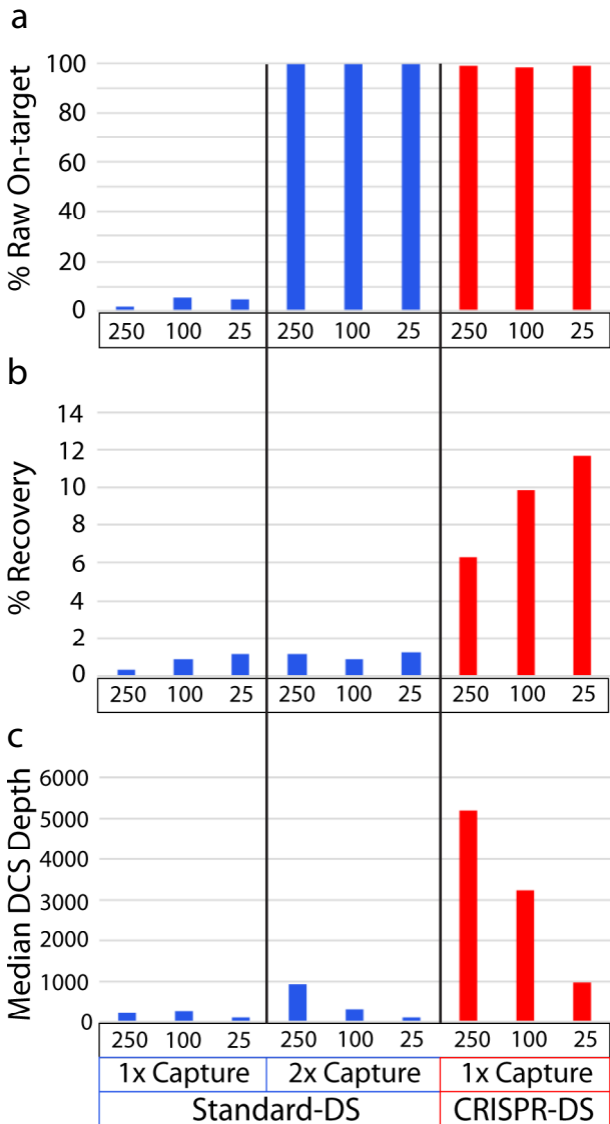 a
% Raw On-target
100
80
60
40
20
0
250 100 25 250 100 25 250 100 25
b
% Recovery
14
12
10
8
6
4
2
0
250 100 25 250 100 25 250 100 25
c
Median DCS Depth
6000
5000
4000
3000
2000
1000
0
250 100 25 250 100 25 250 100 25
1x Capture 2x Capture 1x Capture
Standard-DS CRISPR-DS